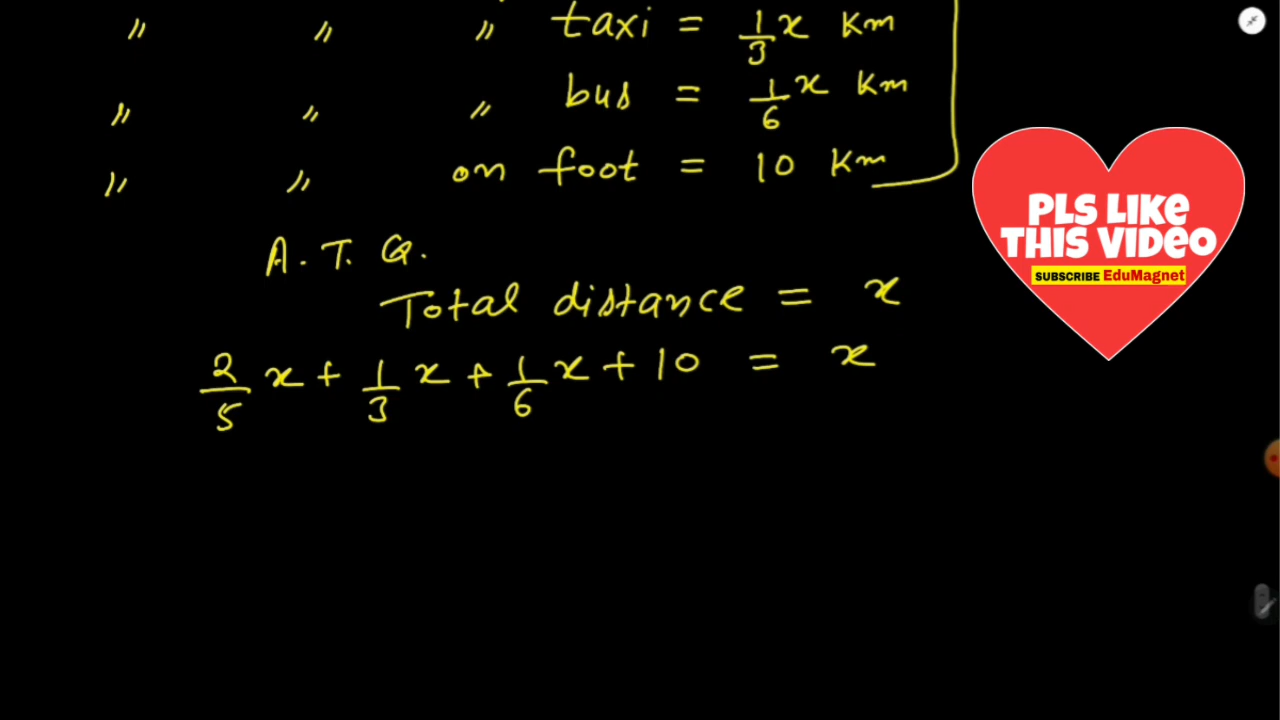 〃 〃 〃 taxi = 1/3 x Km
〃 〃 〃 bus = 1/6 x Km
〃 〃 on foot = 10 Km
A. T. Q.
Total distance = x
2/5 x + 1/3 x + 1/6 x + 10 = x
PLS LIKE
THIS VIDEO
SUBSCRIBE EduMagnet